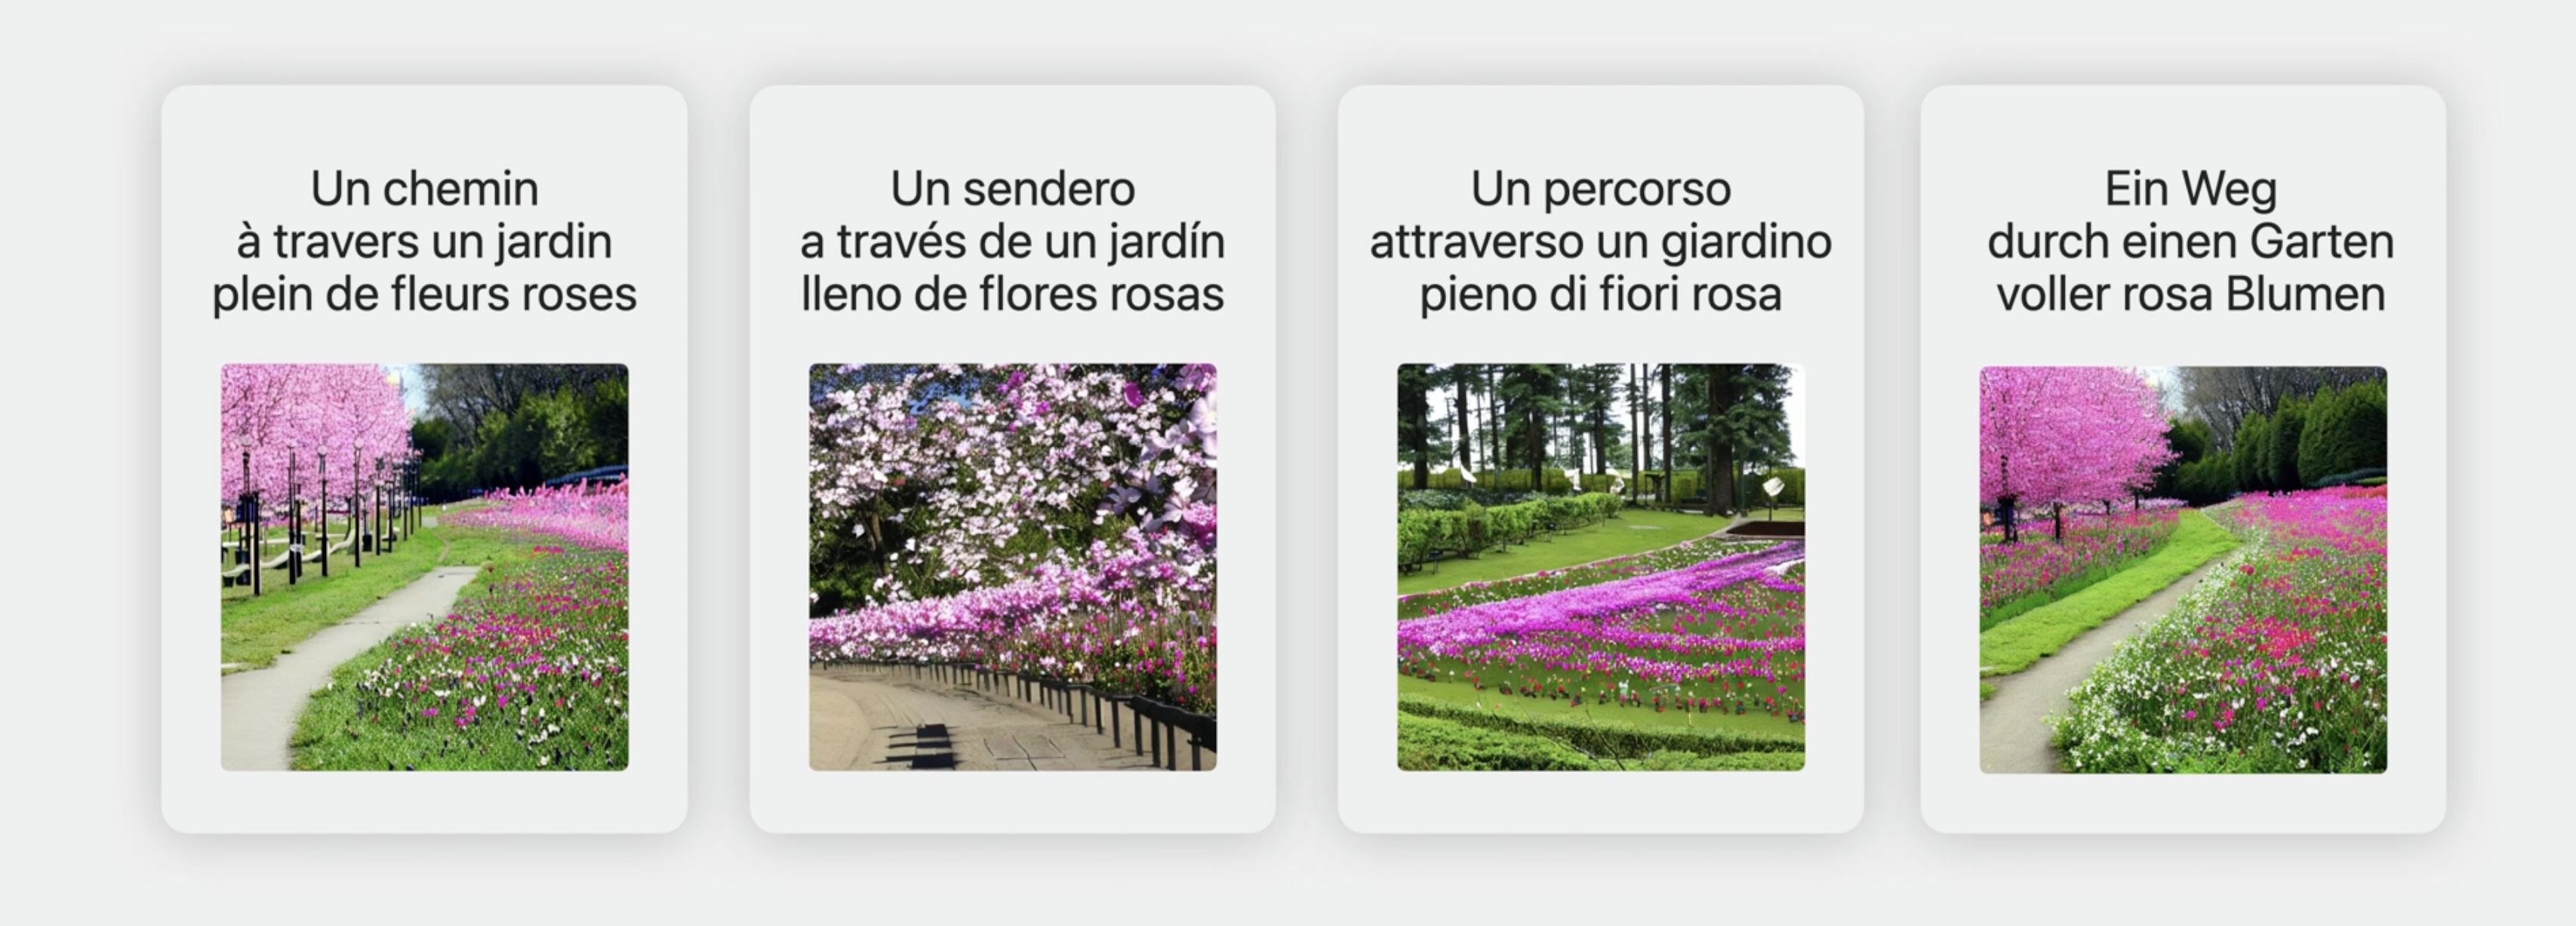 Un chemin
à travers un jardin
plein de fleurs roses
Un sendero
a través de un jardín
lleno de flores rosas
Un percorso
attraverso un giardino
pieno di fiori rosa
Ein Weg
durch einen Garten
voller rosa Blumen